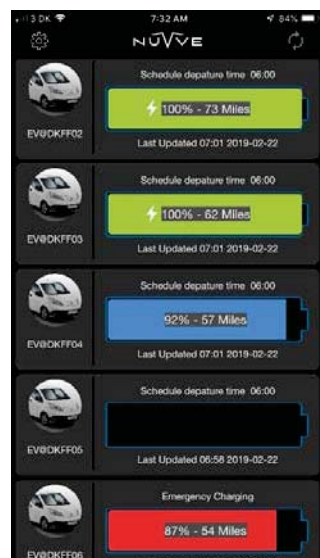 3 DK 7:32 AM 84%
NUVVE
Schedule depature time 06:00
100% - 73 Miles
EV@DKFF02
Last Updated 07:01 2019-02-22
Schedule depature time 06:00
100% - 62 Miles
EV@DKFF03
Last Updated 07:01 2019-02-22
Schedule depature time 06:00
92% - 57 Miles
EV@DKFF04
Last Updated 07:01 2019-02-22
Schedule depature time 06:00
EV@DKFF05
Last Updated 06:58 2019-02-22
Emergency Charging
87% - 54 Miles
EV@DKFF06